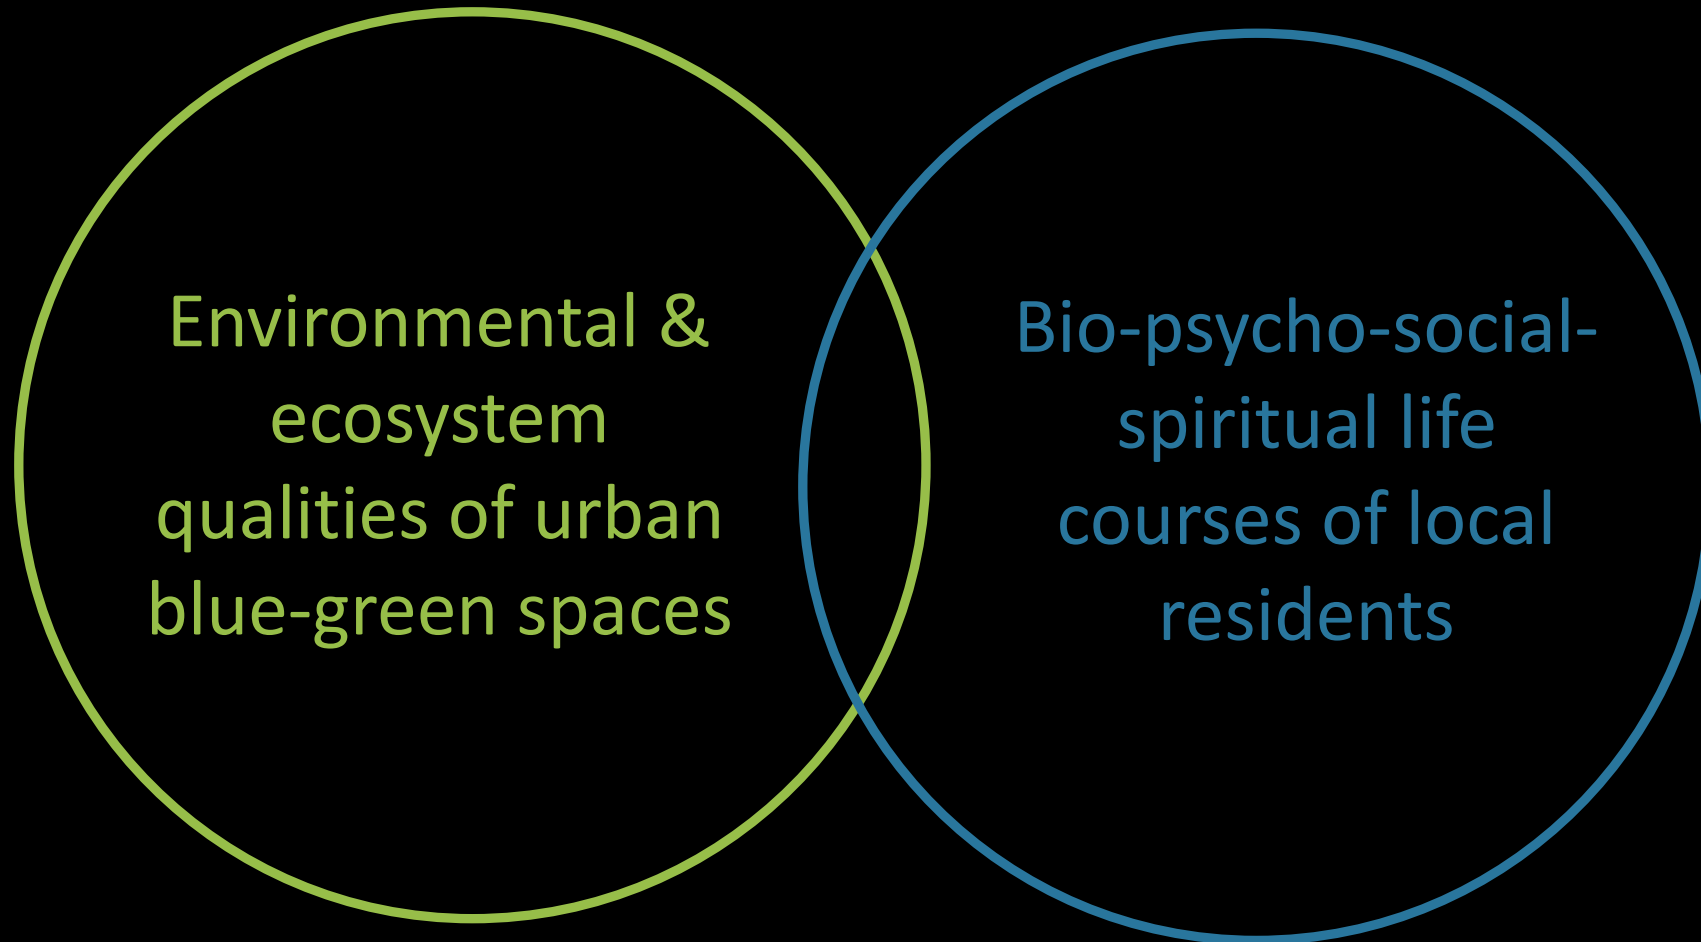 Environmental &
ecosystem
qualities of urban
blue-green spaces
Bio-psycho-social-
spiritual life
courses of local
residents